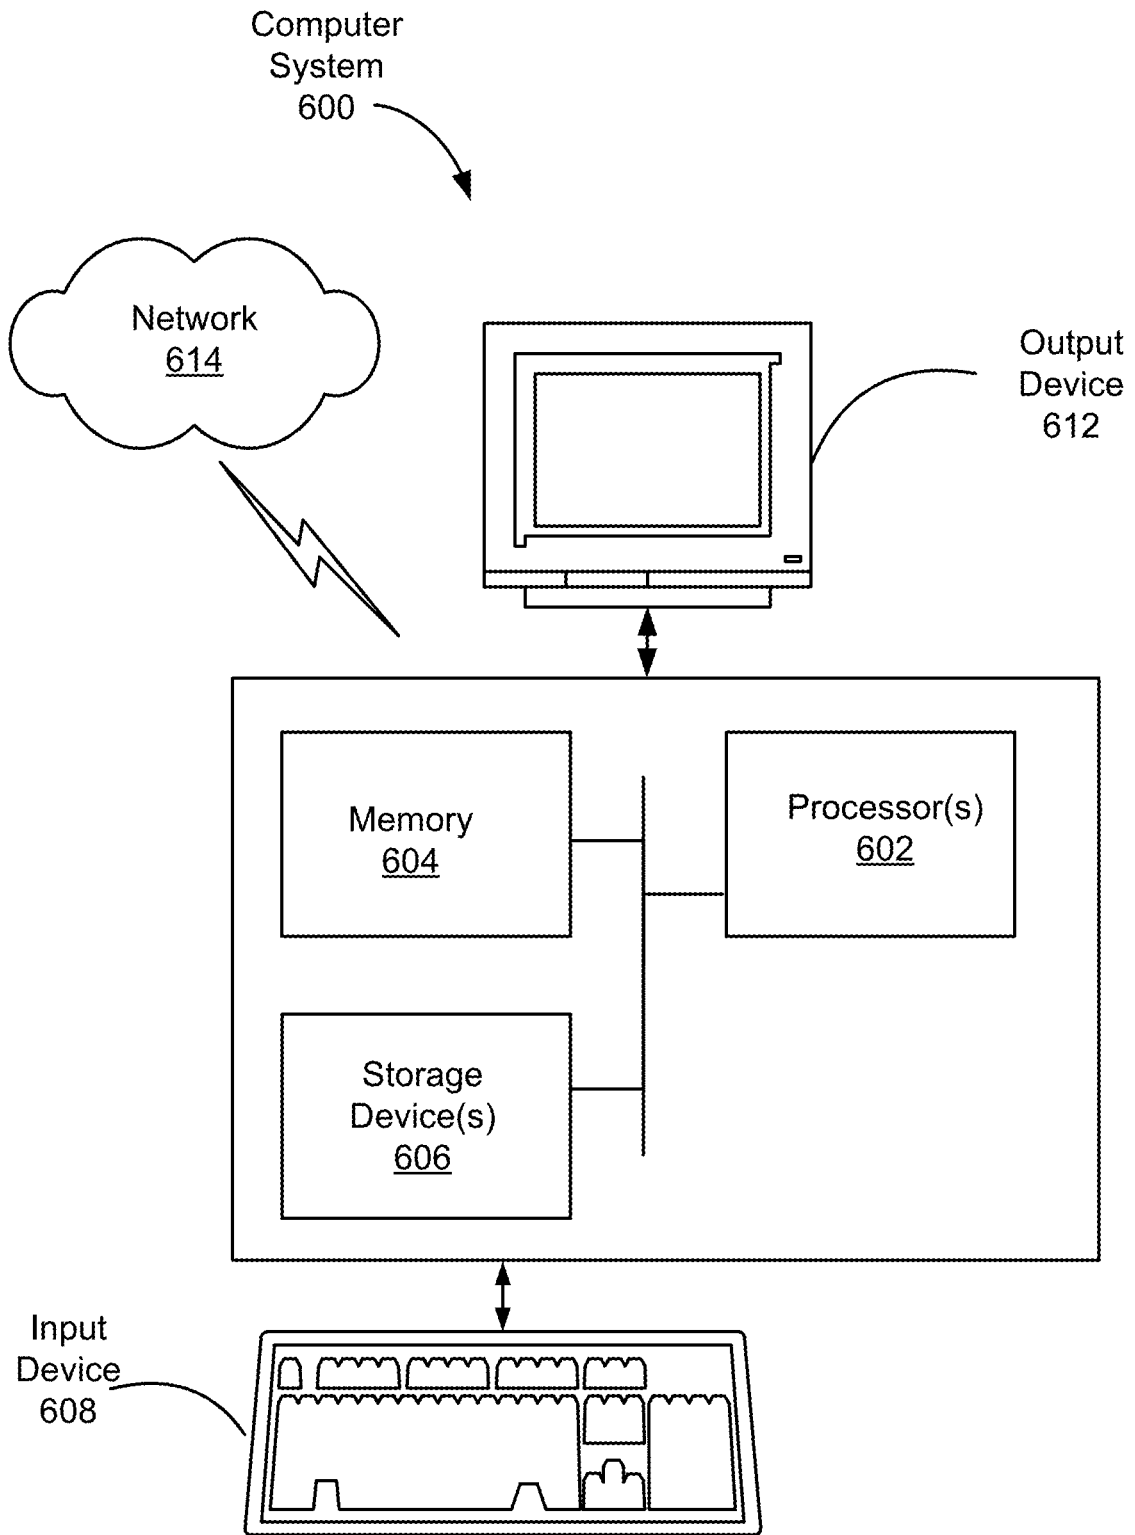 Computer
System
600
Network
614
Output
Device
612
Memory
604
Processor(s)
602
Storage
Device(s)
606
Input
Device
608